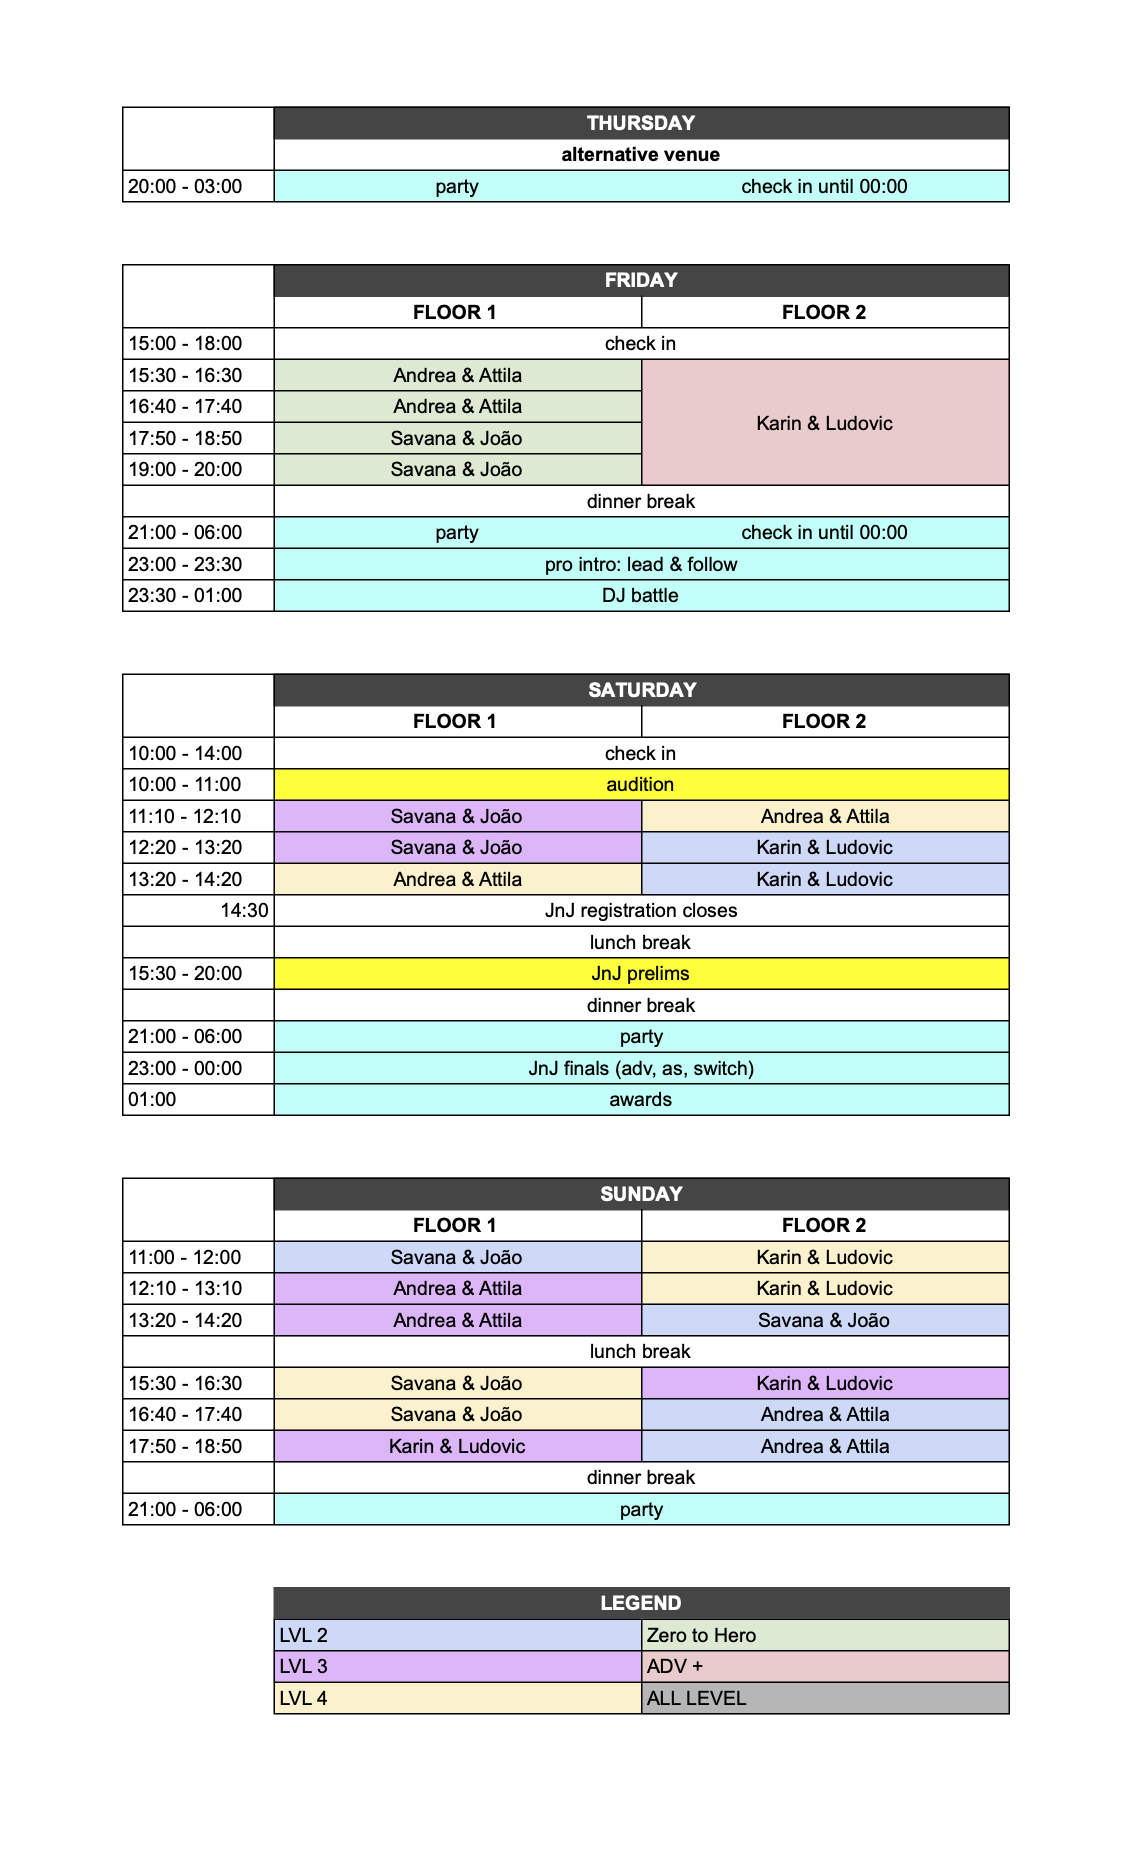 THURSDAY
alternative venue
20:00 - 03:00 party check in until 00:00
FRIDAY
FLOOR 1 FLOOR 2
15:00 - 18:00 check in
15:30 - 16:30 Andrea & Attila
16:40 - 17:40 Andrea & Attila
Karin & Ludovic
17:50 - 18:50 Savana & João
19:00 - 20:00 Savana & João
dinner break
21:00 - 06:00 party check in until 00:00
23:00 - 23:30 pro intro: lead & follow
23:30 - 01:00 DJ battle
SATURDAY
FLOOR 1 FLOOR 2
10:00 - 14:00 check in
10:00 - 11:00 audition
11:10 - 12:10 Savana & João Andrea & Attila
12:20 - 13:20 Savana & João Karin & Ludovic
13:20 - 14:20 Andrea & Attila Karin & Ludovic
14:30 JnJ registration closes
lunch break
15:30 - 20:00 JnJ prelims
dinner break
21:00 - 06:00 party
23:00 - 00:00 JnJ finals (adv, as, switch)
01:00 awards
SUNDAY
FLOOR 1 FLOOR 2
11:00 - 12:00 Savana & João Karin & Ludovic
12:10 - 13:10 Andrea & Attila Karin & Ludovic
13:20 - 14:20 Andrea & Attila Savana & João
lunch break
15:30 - 16:30 Savana & João Karin & Ludovic
16:40 - 17:40 Savana & João Andrea & Attila
17:50 - 18:50 Karin & Ludovic Andrea & Attila
dinner break
21:00 - 06:00 party
LEGEND
LVL 2 Zero to Hero
LVL 3 ADV +
LVL 4 ALL LEVEL